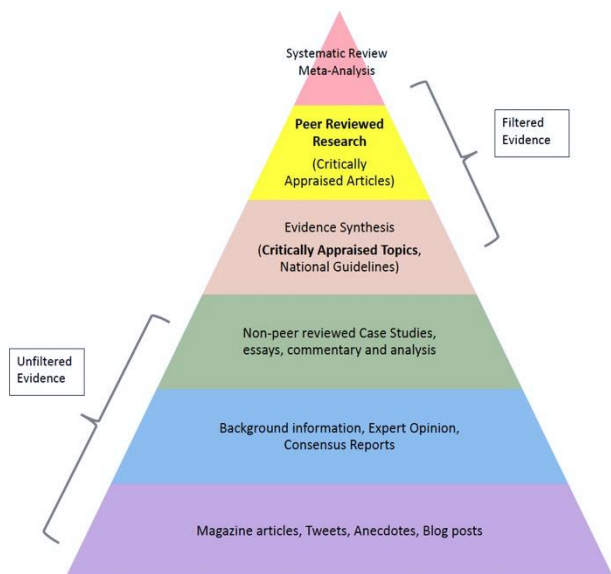 Systematic Review
Meta-Analysis
Peer Reviewed
Research
(Critically
Appraised Articles)
Filtered
Evidence
Evidence Synthesis
(Critically Appraised Topics,
National Guidelines)
Non-peer reviewed Case Studies,
essays, commentary and analysis
Unfiltered
Evidence
Background information, Expert Opinion,
Consensus Reports
Magazine articles, Tweets, Anecdotes, Blog posts